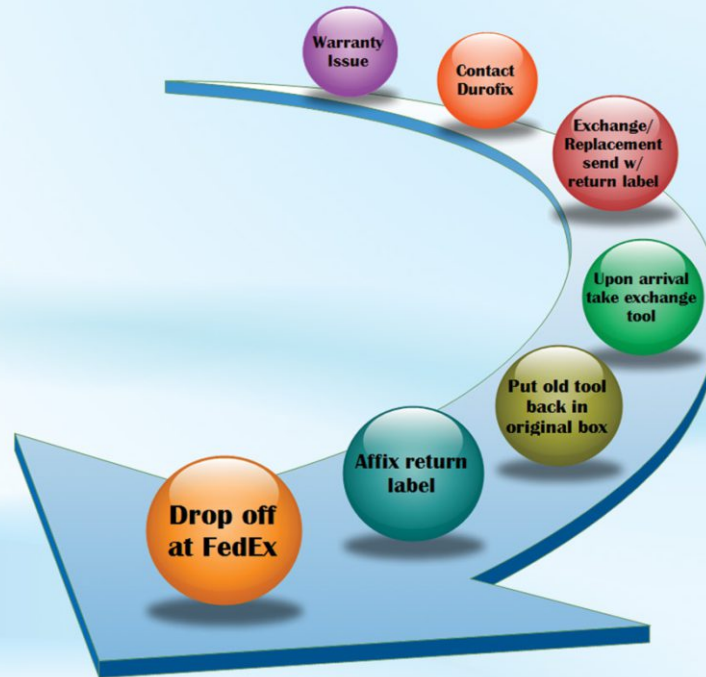 Warranty
Issue
Contact
Durofix
Exchange/
Replacement
send w/
return label
Upon arrival
take exchange
tool
Put old tool
back in
original box
Affix return
label
Drop off
at FedEx